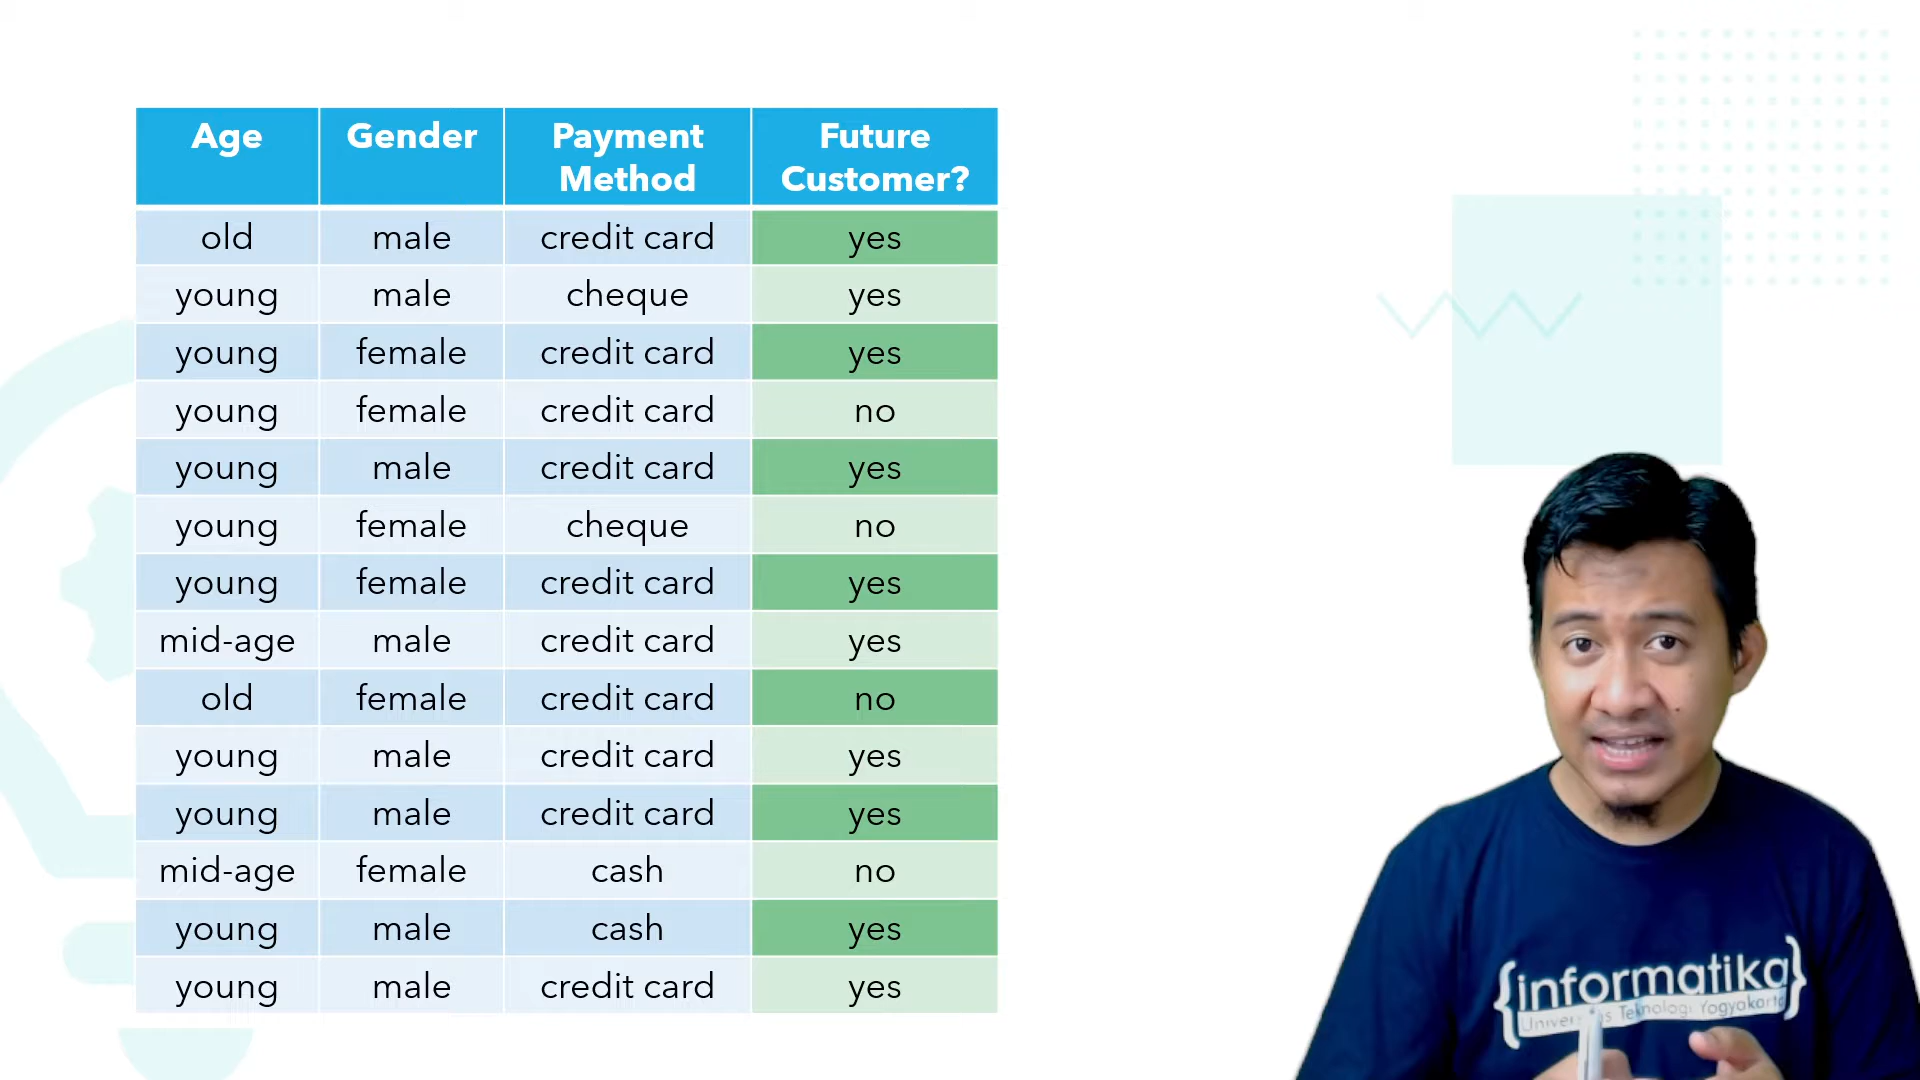 Age Gender Payment Method Future Customer?
old male credit card yes
young male cheque yes
young female credit card yes
young female credit card no
young male credit card yes
young female cheque no
young female credit card yes
mid-age male credit card yes
old female credit card no
young male credit card yes
young male credit card yes
mid-age female cash no
young male cash yes
young male credit card yes
{informatika}
Teknologi Yogyakarta